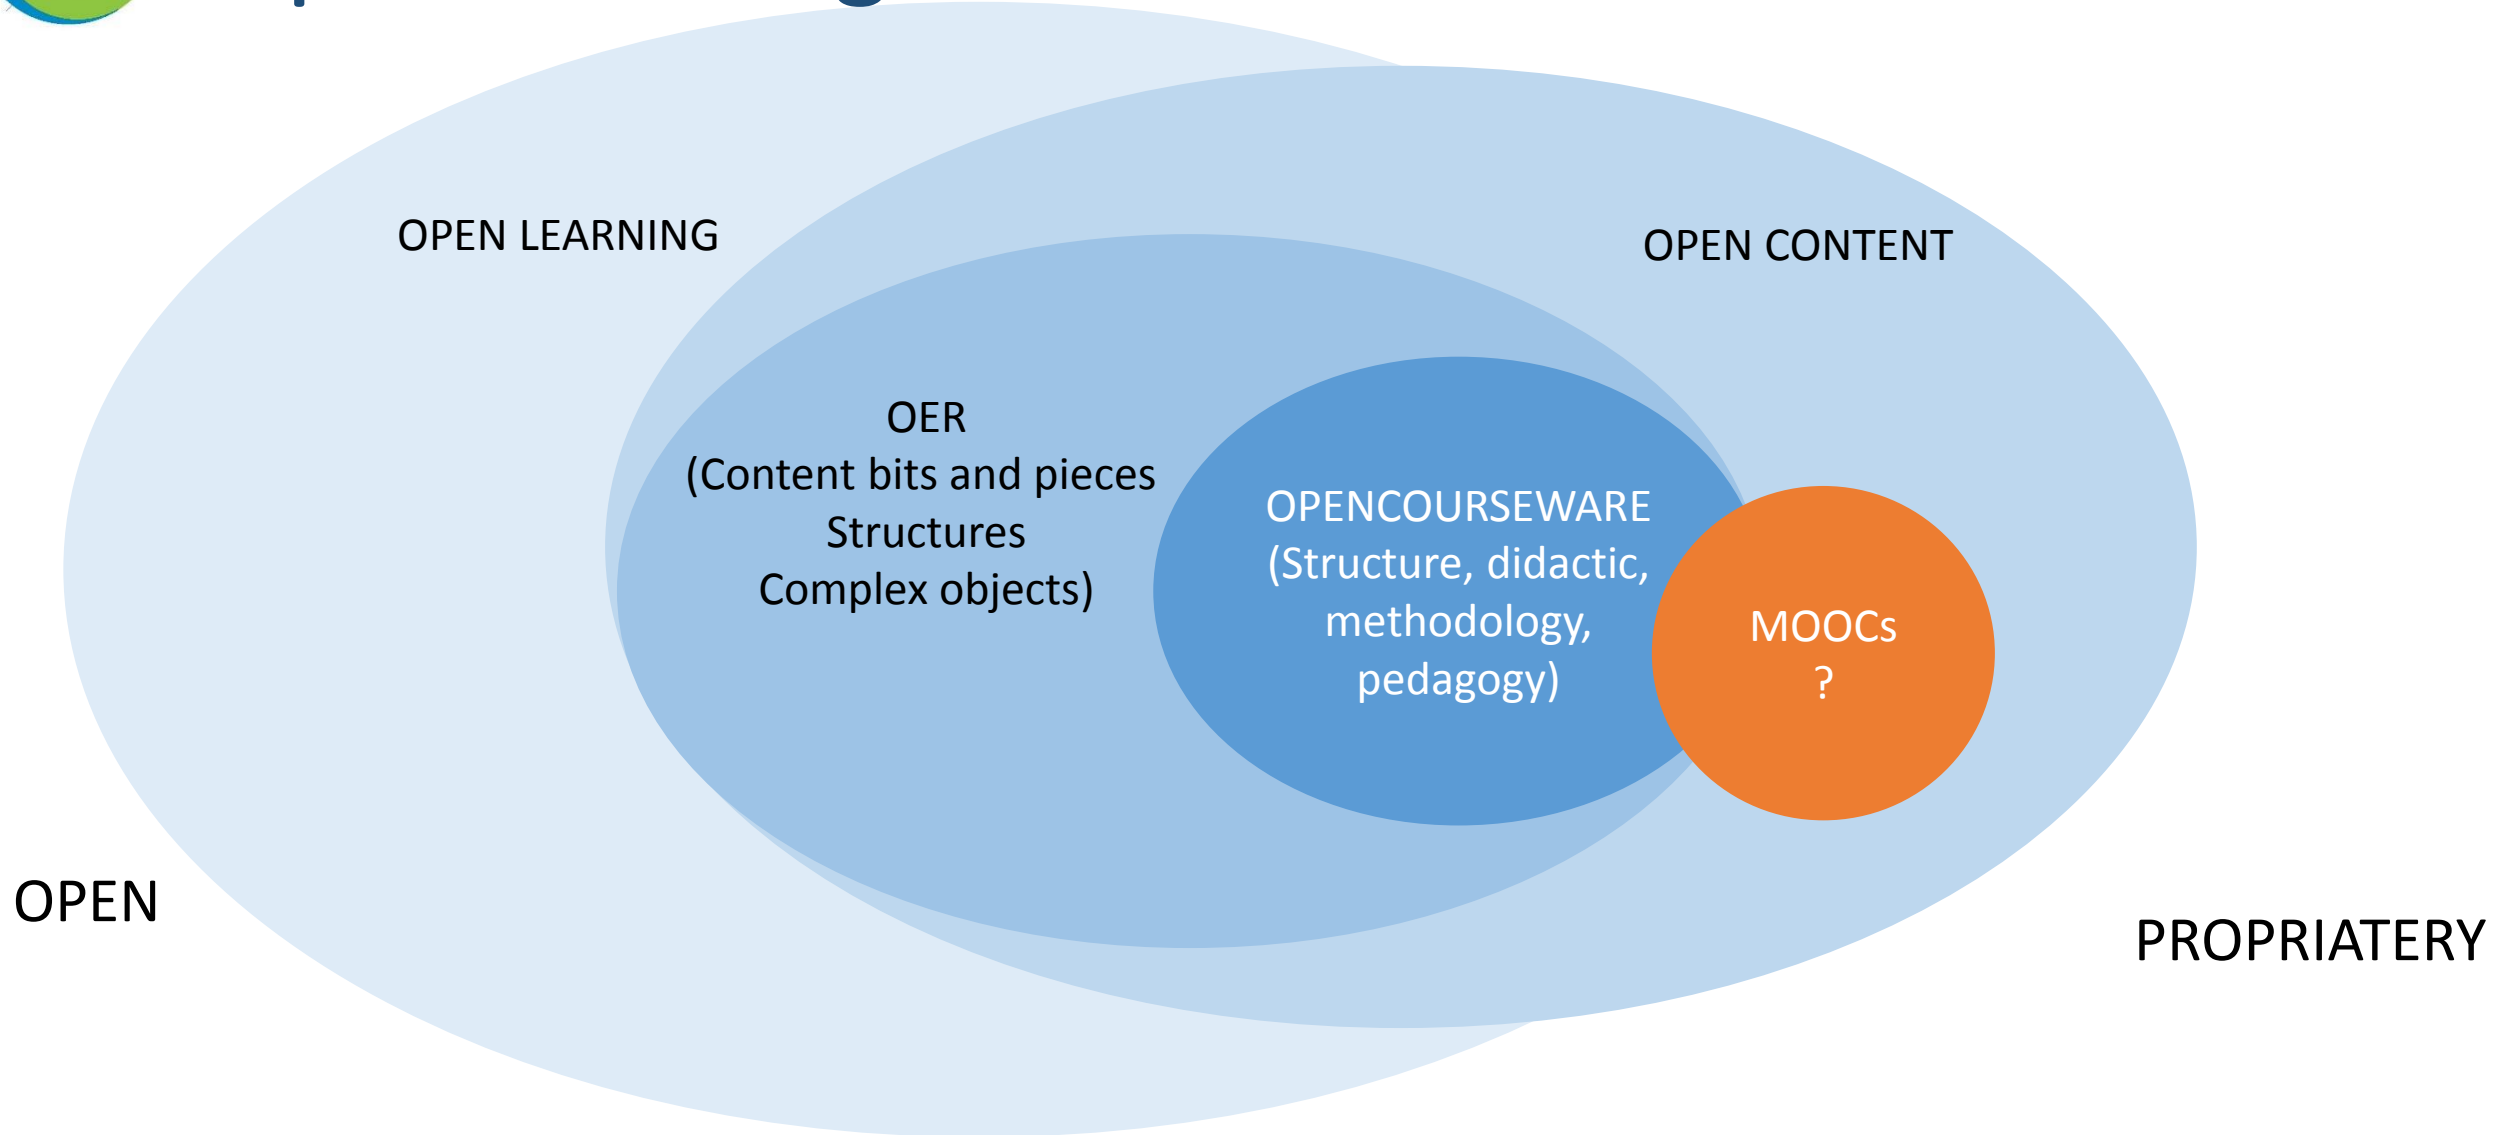 OPEN LEARNING
OPEN CONTENT
OER
(Content bits and pieces
Structures
Complex objects)
OPENCOURSEWARE
(Structure, didactic,
methodology,
pedagogy)
MOOCs
?
OPEN
PROPRIATERY